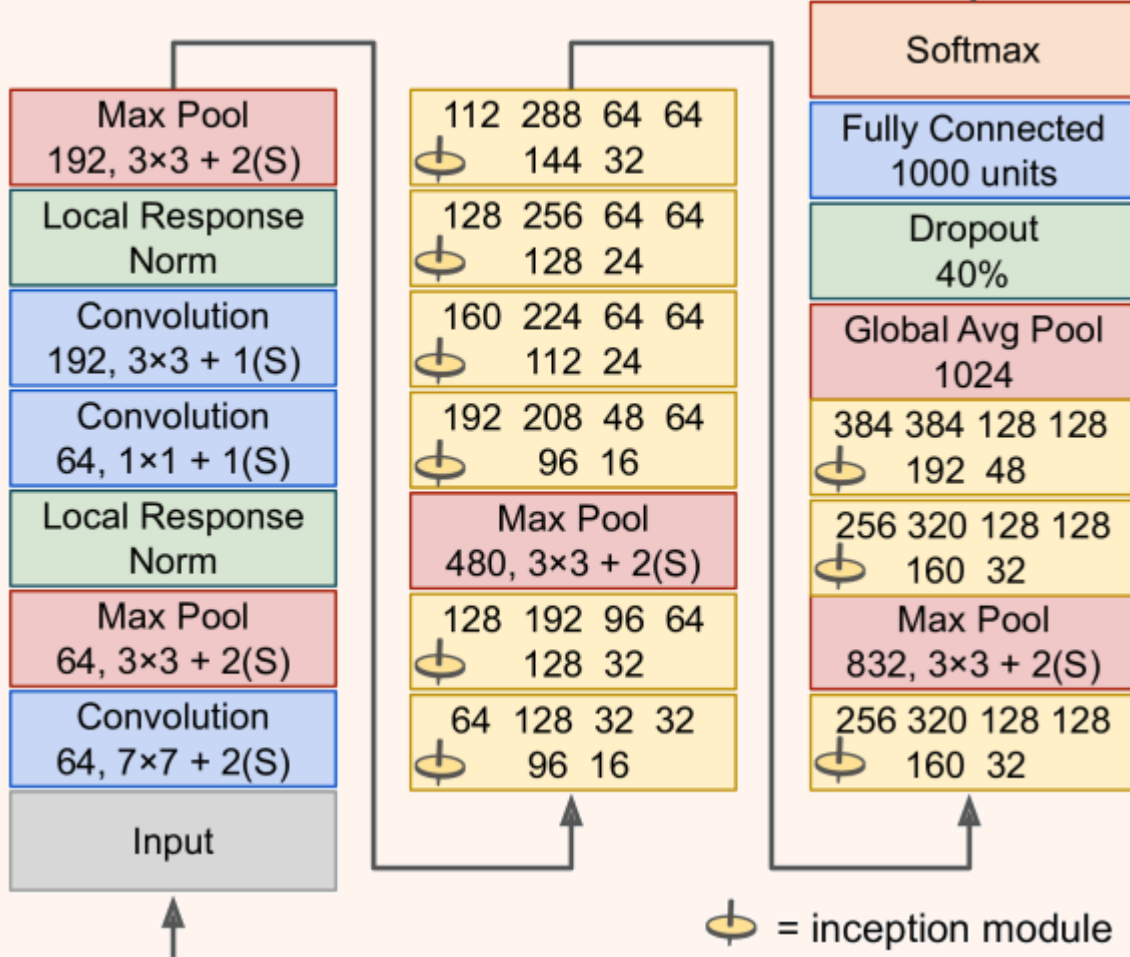 Max Pool
192, 3×3 + 2(S)
Local Response
Norm
Convolution
192, 3×3 + 1(S)
Convolution
64, 1×1 + 1(S)
Local Response
Norm
Max Pool
64, 3×3 + 2(S)
Convolution
64, 7×7 + 2(S)
Input
112 288 64 64
144 32
128 256 64 64
128 24
160 224 64 64
112 24
192 208 48 64
96 16
Max Pool
480, 3×3 + 2(S)
128 192 96 64
128 32
64 128 32 32
96 16
Softmax
Fully Connected
1000 units
Dropout
40%
Global Avg Pool
1024
384 384 128 128
192 48
256 320 128 128
160 32
Max Pool
832, 3×3 + 2(S)
256 320 128 128
160 32
= inception module